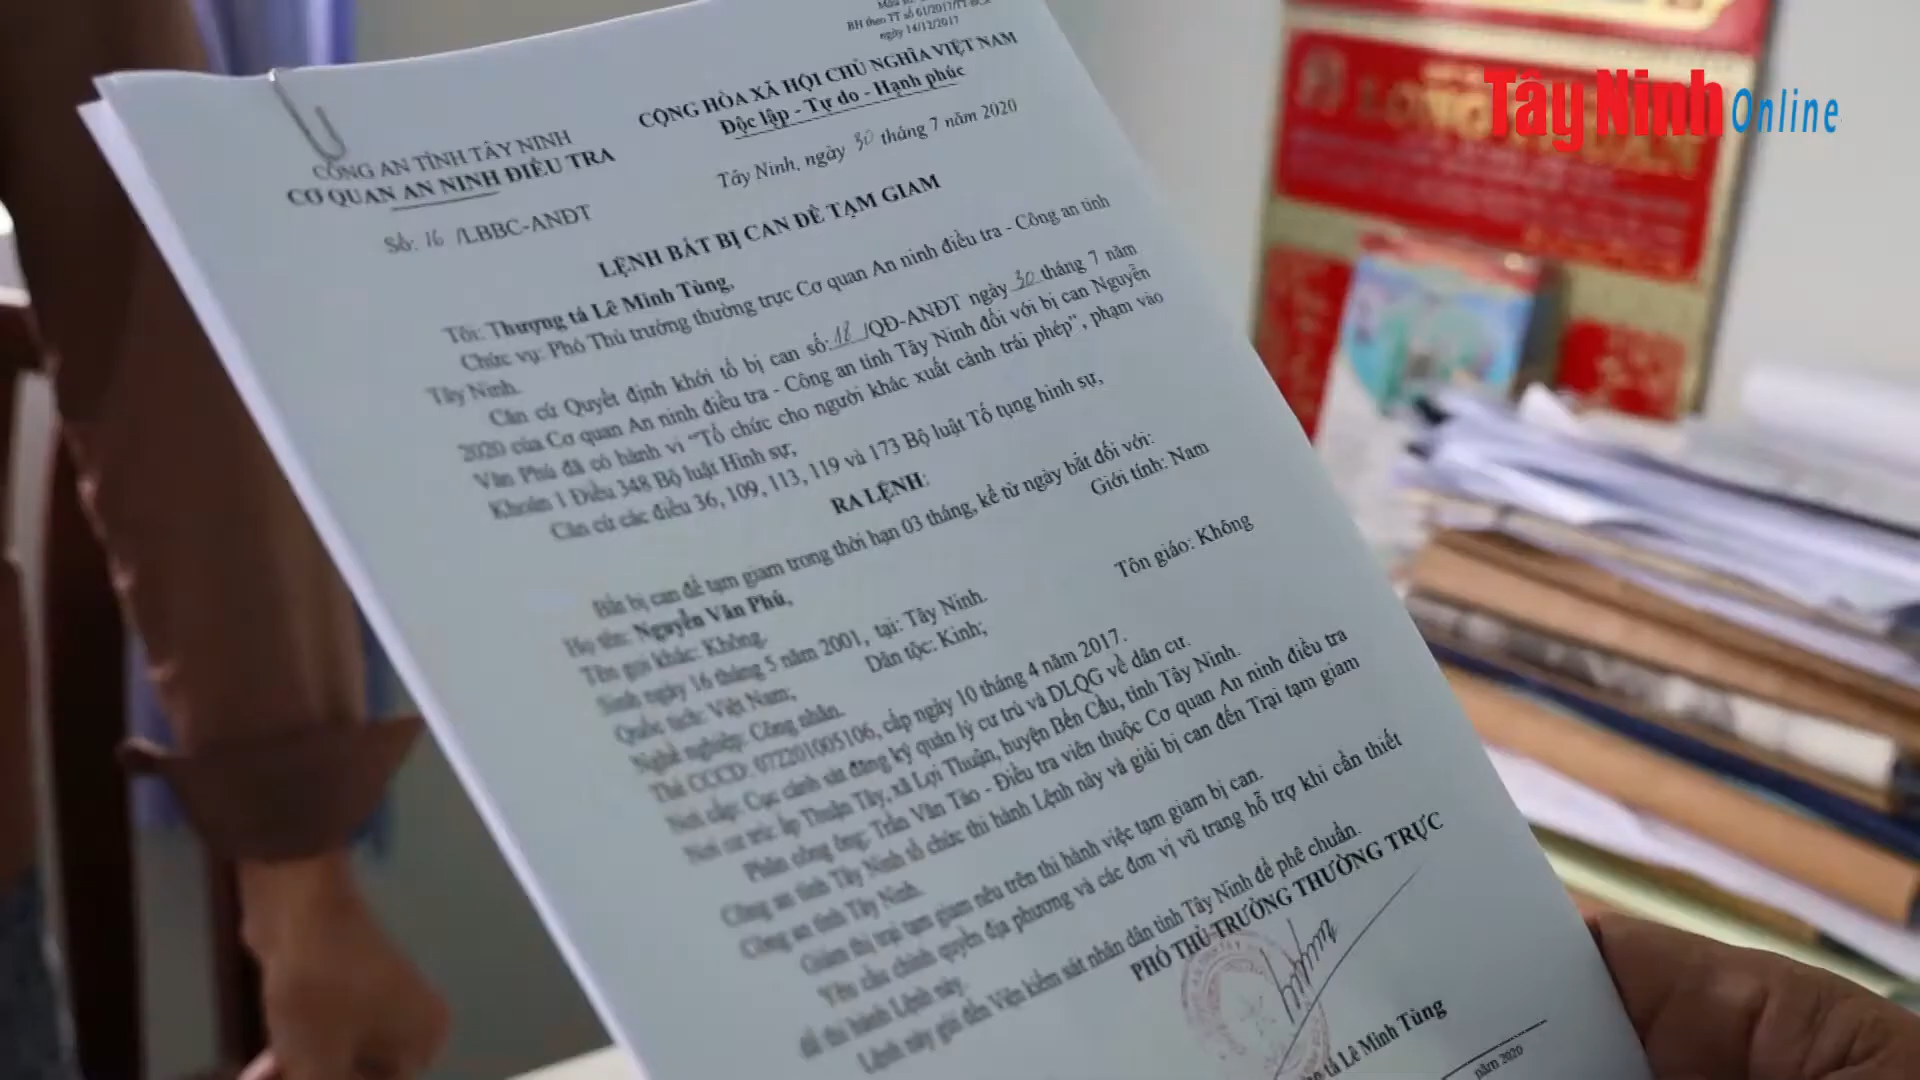 BH theo TT số 61/2017/TT-BCA
ngày 14/12/2017
CÔNG AN TỈNH TÂY NINH
CƠ QUAN AN NINH ĐIỀU TRA
Số: 16 /LBBC-ANĐT
CỘNG HÒA XÃ HỘI CHỦ NGHĨA VIỆT NAM
Độc lập - Tự do - Hạnh phúc
Tây Ninh, ngày 30 tháng 7 năm 2020
LỆNH BẮT BỊ CAN ĐỂ TẠM GIAM
Tôi: Thượng tá Lê Minh Tùng,
Chức vụ: Phó Thủ trưởng thường trực Cơ quan An ninh điều tra - Công an tỉnh
Tây Ninh.
Căn cứ Quyết định khởi tố bị can số: 18 /QĐ-ANĐT ngày 30 tháng 7 năm
2020 của Cơ quan An ninh điều tra - Công an tỉnh Tây Ninh đối với bị can Nguyễn
Văn Phú đã có hành vi "Tổ chức cho người khác xuất cảnh trái phép", phạm vào
Khoản 1 Điều 348 Bộ luật Hình sự,
Căn cứ các điều 36, 109, 113, 119 và 173 Bộ luật Tố tụng hình sự,
RA LỆNH:
Bắt bị can để tạm giam trong thời hạn 03 tháng, kể từ ngày bắt đối với:
Họ tên: Nguyễn Văn Phú, Giới tính: Nam
Tên gọi khác: Không.
Sinh ngày 16 tháng 5 năm 2001, tại: Tây Ninh.
Quốc tịch: Việt Nam; Dân tộc: Kinh; Tôn giáo: Không
Nghề nghiệp: Công nhân.
Thẻ CCCD: 072201005106, cấp ngày 10 tháng 4 năm 2017.
Nơi cấp: Cục cảnh sát đăng ký quản lý cư trú và DLQG về dân cư.
Nơi cư trú: ấp Thuận Tây, xã Lợi Thuận, huyện Bến Cầu, tỉnh Tây Ninh.
Phân công ông: Trần Văn Táo - Điều tra viên thuộc Cơ quan An ninh điều tra
Công an tỉnh Tây Ninh tổ chức thi hành Lệnh này và giải bị can đến Trại tạm giam
Công an tỉnh Tây Ninh.
Giám thị trại tạm giam nêu trên thi hành việc tạm giam bị can.
Yêu cầu chính quyền địa phương và các đơn vị vũ trang hỗ trợ khi cần thiết
để thi hành Lệnh này.
Lệnh này gửi đến Viện kiểm sát nhân dân tỉnh Tây Ninh để phê chuẩn.
PHÓ THỦ TRƯỞNG THƯỜNG TRỰC
tá Lê Minh Tùng
năm 2020
Tây Ninh Online